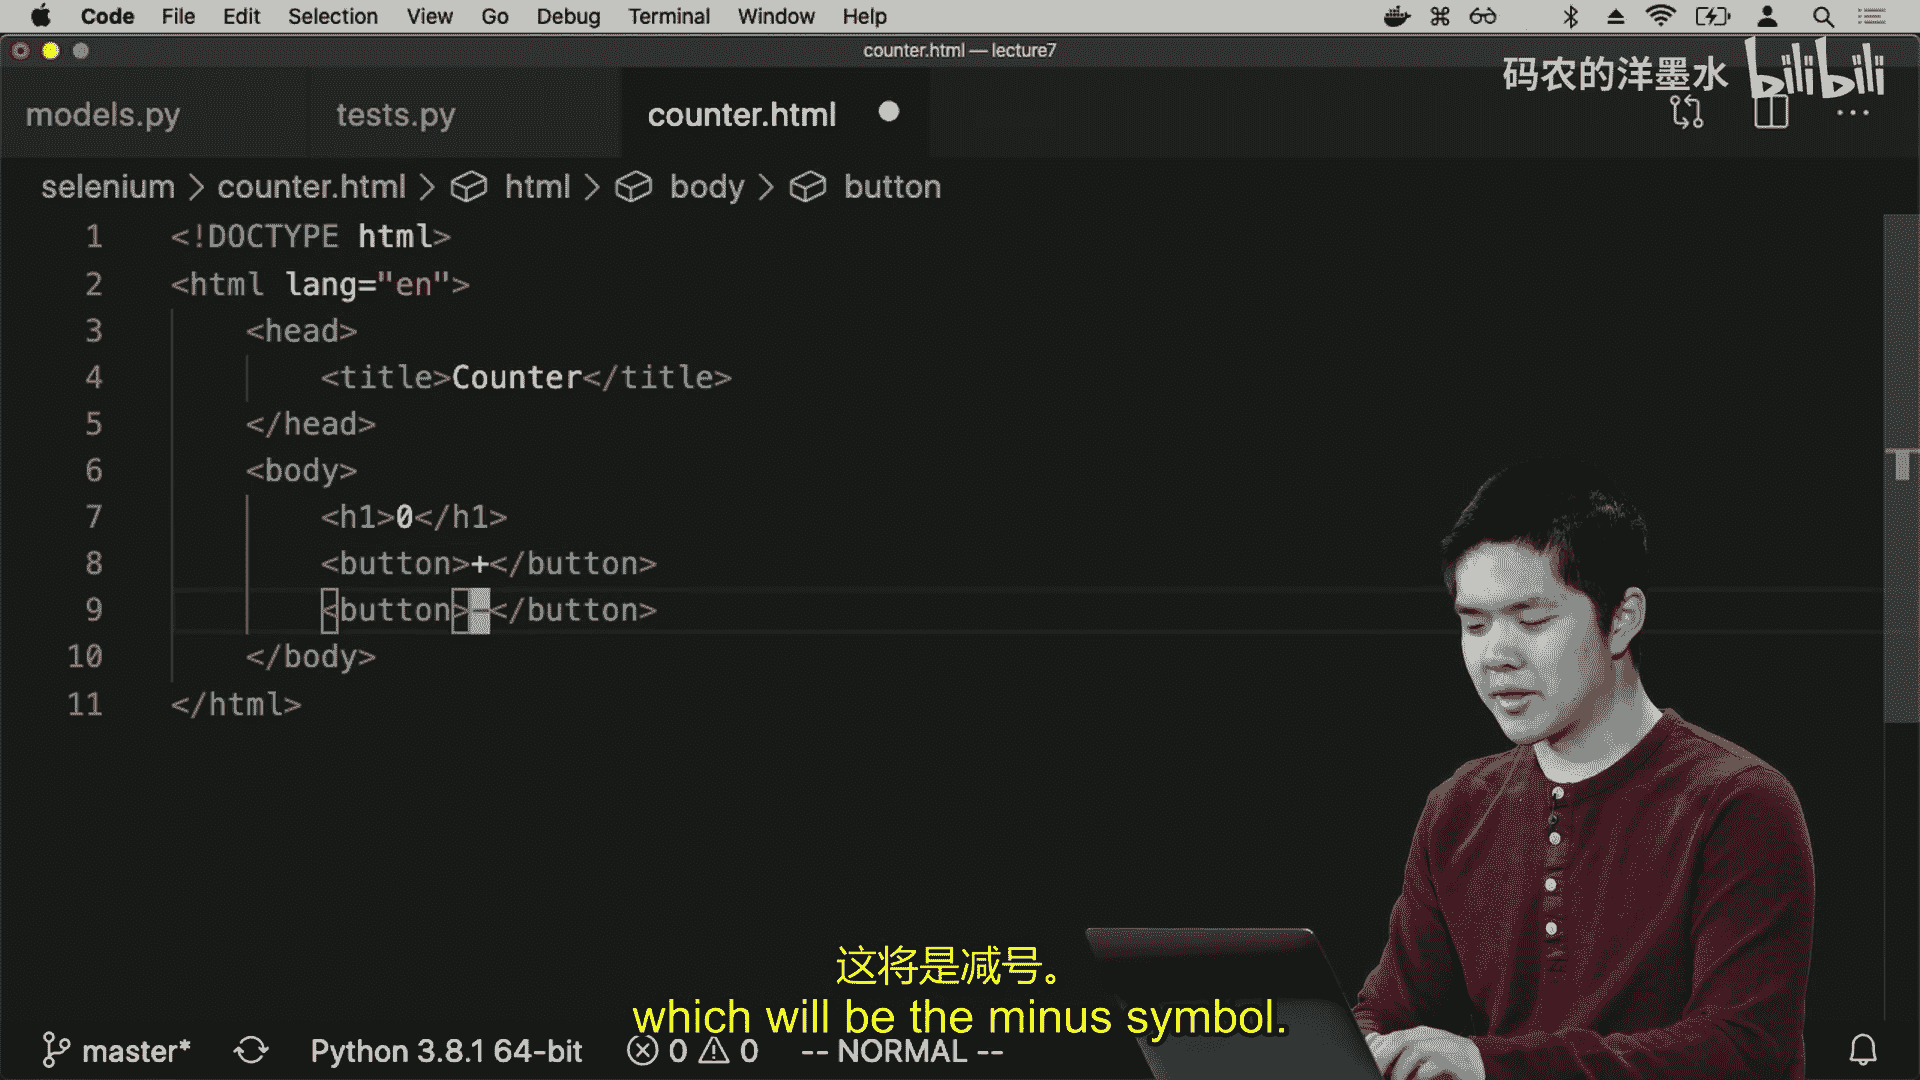 Code File Edit Selection View Go Debug Terminal Window Help
counter.html — lecture7
码农的洋墨水 bilibili
models.py tests.py counter.html
selenium > counter.html > html > body > button
1 <!DOCTYPE html>
2 <html lang="en">
3 <head>
4 <title>Counter</title>
5 </head>
6 <body>
7 <h1>0</h1>
8 <button>+</button>
9 <button>-</button>
10 </body>
11 </html>
这将是减号。
which will be the minus symbol.
master* Python 3.8.1 64-bit 0 0 -- NORMAL --